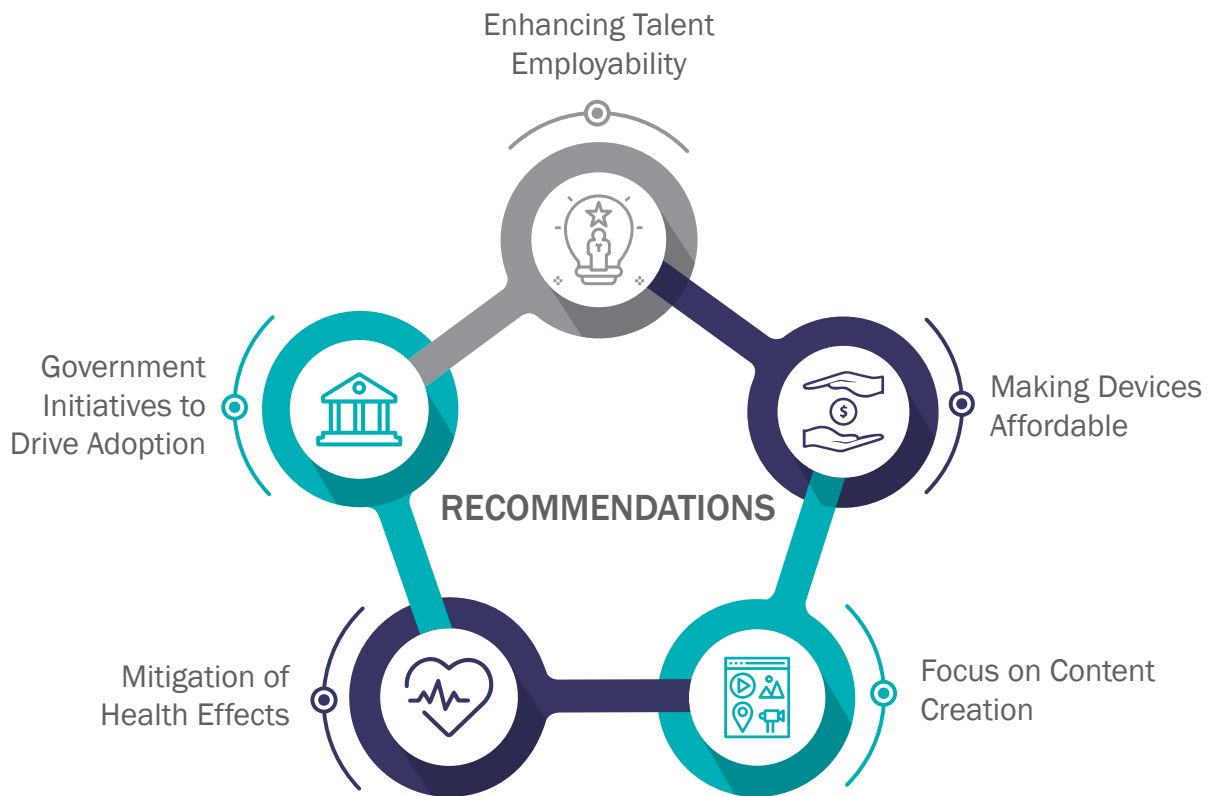 Enhancing Talent
Employability
Government
Initiatives to
Drive Adoption
Making Devices
Affordable
$
RECOMMENDATIONS
Mitigation of
Health Effects
Focus on Content
Creation